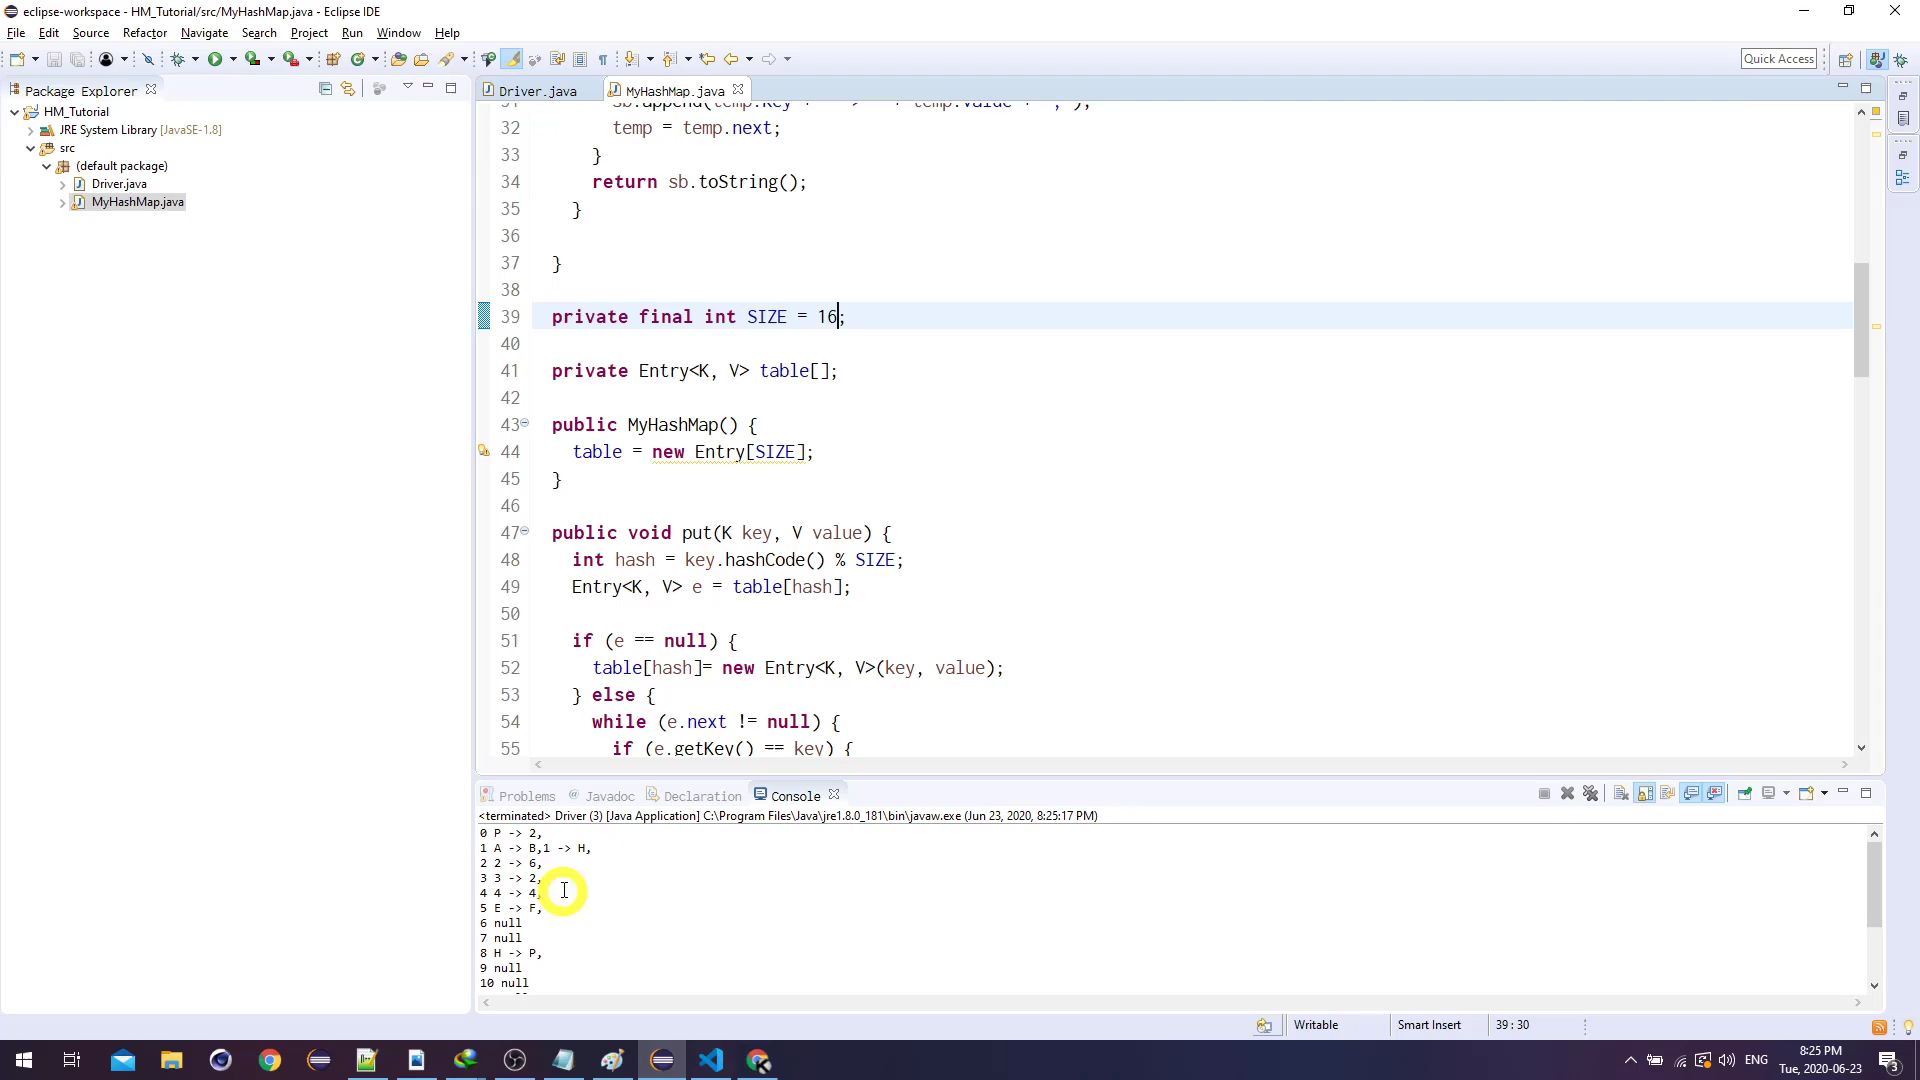 eclipse-workspace - HM_Tutorial/src/MyHashMap.java - Eclipse IDE
File Edit Source Refactor Navigate Search Project Run Window Help
Quick Access
Package Explorer
HM_Tutorial
JRE System Library [JavaSE-1.8]
src
(default package)
Driver.java
MyHashMap.java
Driver.java MyHashMap.java
32 temp = temp.next;
33 }
34 return sb.toString();
35 }
36
37 }
38
39 private final int SIZE = 16;
40
41 private Entry<K, V> table[];
42
43 public MyHashMap() {
44 table = new Entry[SIZE];
45 }
46
47 public void put(K key, V value) {
48 int hash = key.hashCode() % SIZE;
49 Entry<K, V> e = table[hash];
50
51 if (e == null) {
52 table[hash]= new Entry<K, V>(key, value);
53 } else {
54 while (e.next != null) {
55 if (e.getKey() == key) {
Problems Javadoc Declaration Console
<terminated> Driver (3) [Java Application] C:\Program Files\Java\jre1.8.0_181\bin\javaw.exe (Jun 23, 2020, 8:25:17 PM)
0 P -> 2,
1 A -> B,1 -> H,
2 2 -> 6,
3 3 -> 2,
4 4 -> 4,
5 E -> F,
6 null
7 null
8 H -> P,
9 null
10 null
Writable Smart Insert 39 : 30
ENG
8:25 PM
Tue, 2020-06-23
3